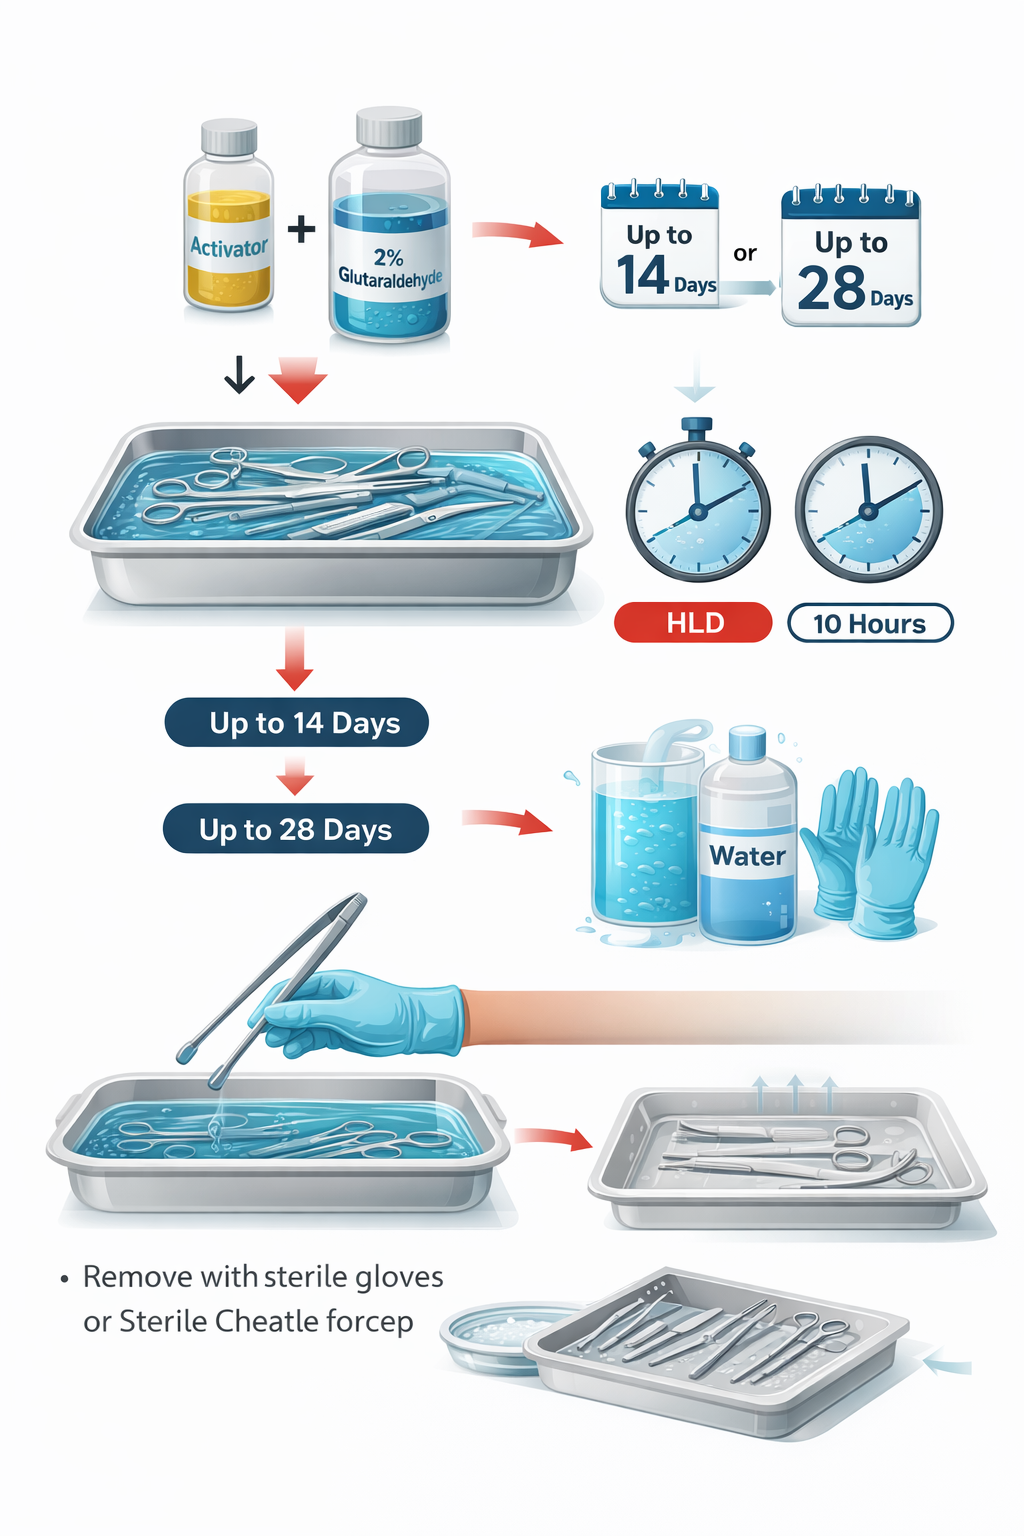 Activator
+
2%
Glutaraldehyde
Up to
14 Days
or
Up to
28 Days
HLD
10 Hours
Up to 14 Days
Up to 28 Days
Water
• Remove with sterile gloves
or Sterile Cheatle forcep